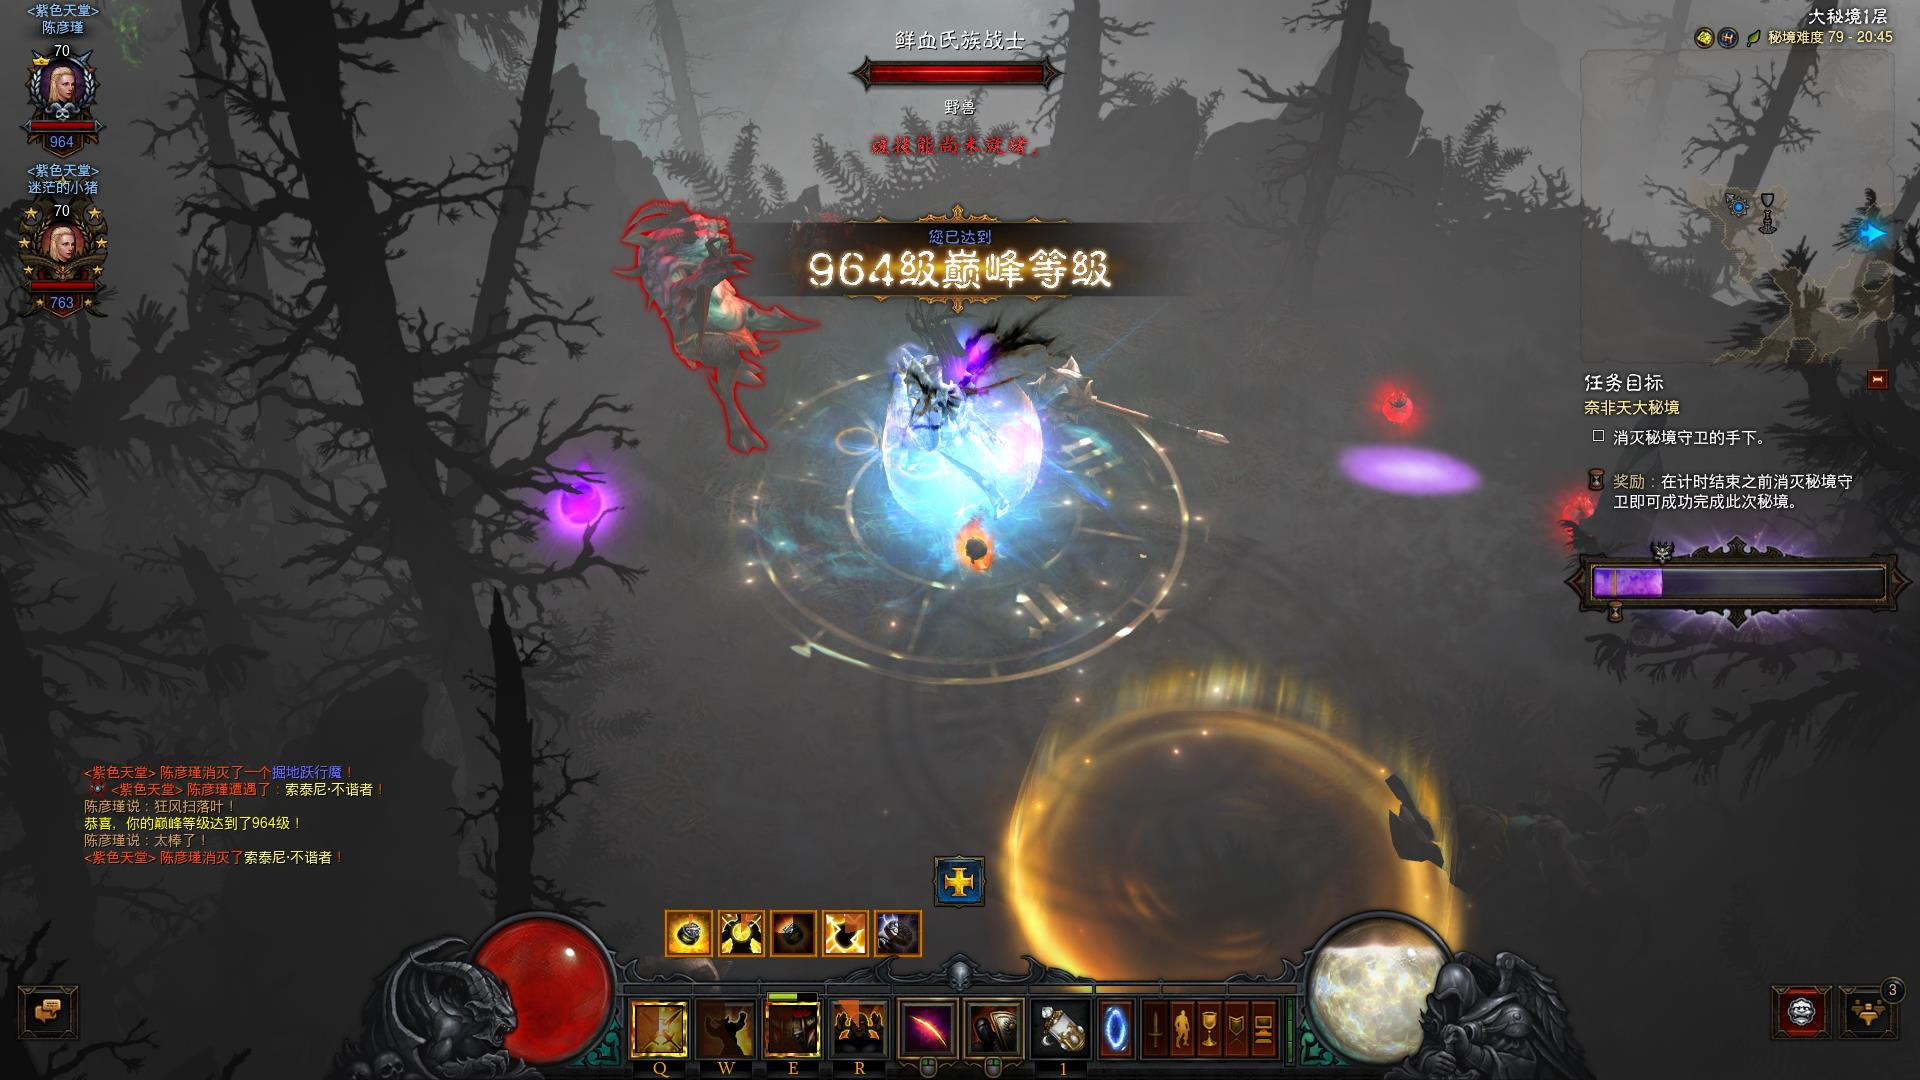 <紫色天堂>
陈彦瑾
70
964
<紫色天堂>
迷茫的小猪
70
763
鲜血氏族战士
野兽
该技能尚未就绪。
您已达到
964级巅峰等级
大秘境1层
秘境难度 79 - 20:45
任务目标
奈非天大秘境
消灭秘境守卫的手下。
奖励：在计时结束之前消灭秘境守
卫即可成功完成此次秘境。
<紫色天堂> 陈彦瑾消灭了一个掘地跃行魔！
<紫色天堂> 陈彦瑾遭遇了：索泰尼·不谐者！
陈彦瑾说：狂风扫落叶！
恭喜，你的巅峰等级达到了964级！
陈彦瑾说：太棒了！
<紫色天堂> 陈彦瑾消灭了索泰尼·不谐者！
Q W E R 1
3